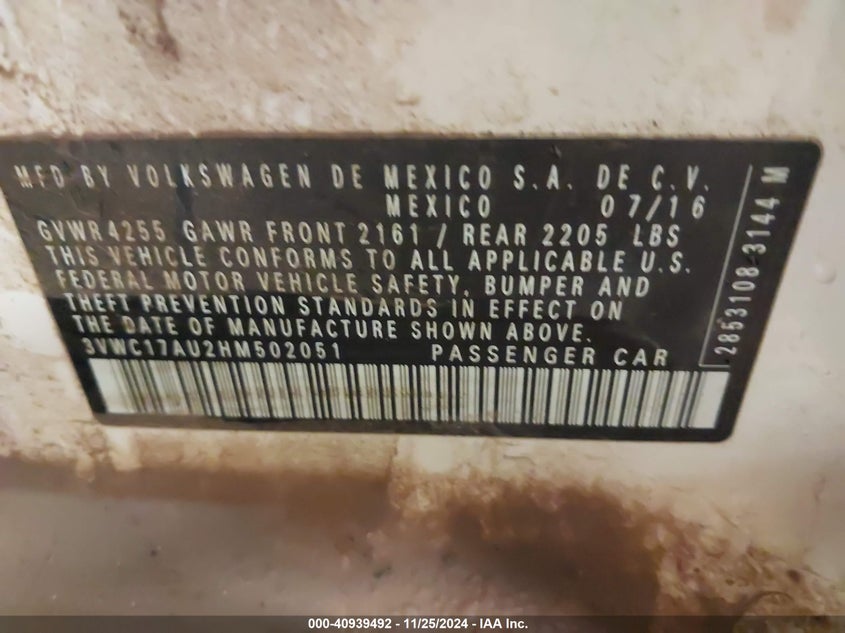 MFD BY VOLKSWAGEN DE MEXICO S.A. DE C.V.
MEXICO 07/16
GVWR4255 GAWR FRONT 2161 / REAR 2205 LBS
THIS VEHICLE CONFORMS TO ALL APPLICABLE U.S.
FEDERAL MOTOR VEHICLE SAFETY, BUMPER AND
THEFT PREVENTION STANDARDS IN EFFECT ON
THE DATE OF MANUFACTURE SHOWN ABOVE.
3VWC17AU2HM502051 PASSENGER CAR
2853108-3144 M
000-40939492 - 11/25/2024 - IAA Inc.